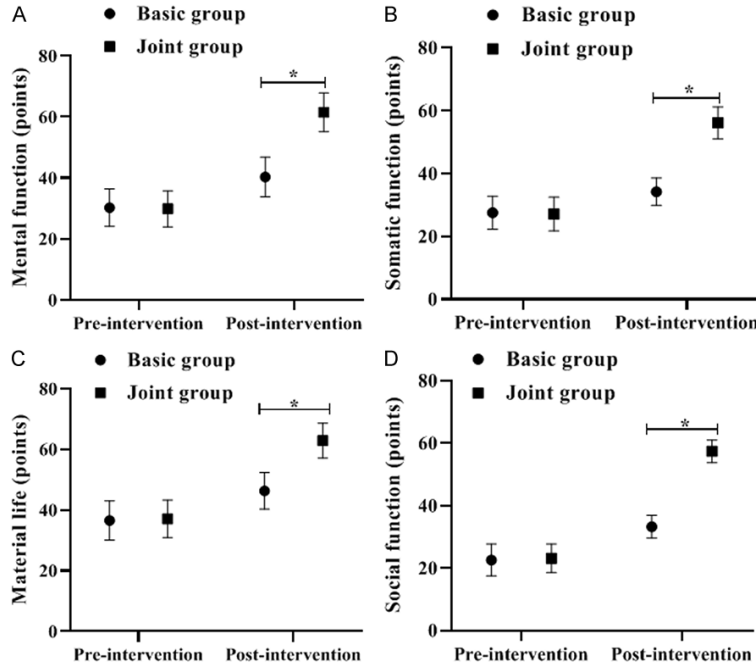 A
Basic group
Joint group
Mental function (points)
80
60
40
20
0
*
Pre-intervention
Post-intervention
B
Basic group
Joint group
Somatic function (points)
80
60
40
20
0
*
Pre-intervention
Post-intervention
C
Basic group
Joint group
Material life (points)
80
60
40
20
0
*
Pre-intervention
Post-intervention
D
Basic group
Joint group
Social function (points)
80
60
40
20
0
*
Pre-intervention
Post-intervention